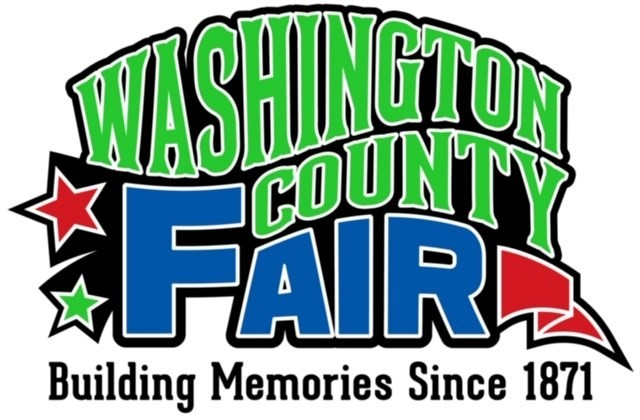 WASHINGTON
COUNTY
FAIR
Building Memories Since 1871